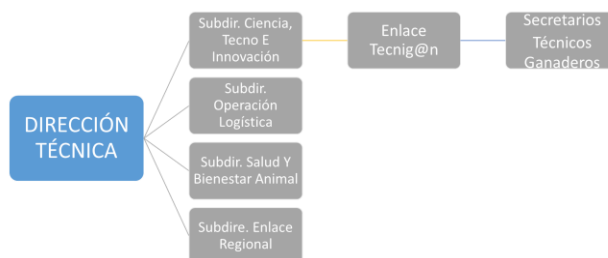 Subdir. Ciencia,
Tecno E
Innovación
Enlace
Tecnig@n
Secretarios
Técnicos
Ganaderos
DIRECCIÓN
TÉCNICA
Subdir.
Operación
Logística
Subdir. Salud Y
Bienestar Animal
Subdire. Enlace
Regional